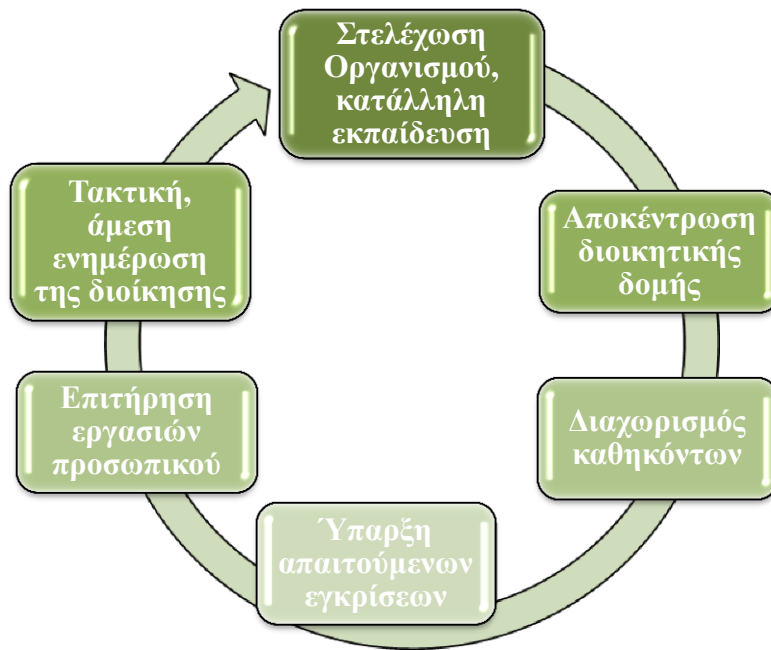 Στελέχωση
Οργανισμού,
κατάλληλη
εκπαίδευση
Αποκέντρωση
διοικητικής
δομής
Διαχωρισμός
καθηκόντων
Ύπαρξη
απαιτούμενων
εγκρίσεων
Επιτήρηση
εργασιών
προσωπικού
Τακτική,
άμεση
ενημέρωση
της διοίκησης